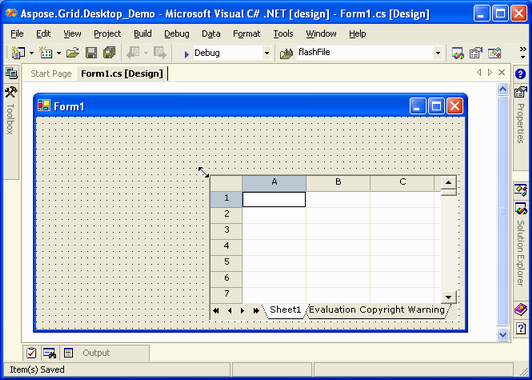 Aspose.Grid.Desktop_Demo - Microsoft Visual C# .NET [design] - Form1.cs [Design]
File Edit View Project Build Debug Data Format Tools Window Help
Debug flashFile
Start Page Form1.cs [Design]
Toolbox
Form1
A B C
1
2
3
4
5
6
7
Sheet1 Evaluation Copyright Warning
Properties
Solution Explorer
Output
Item(s) Saved